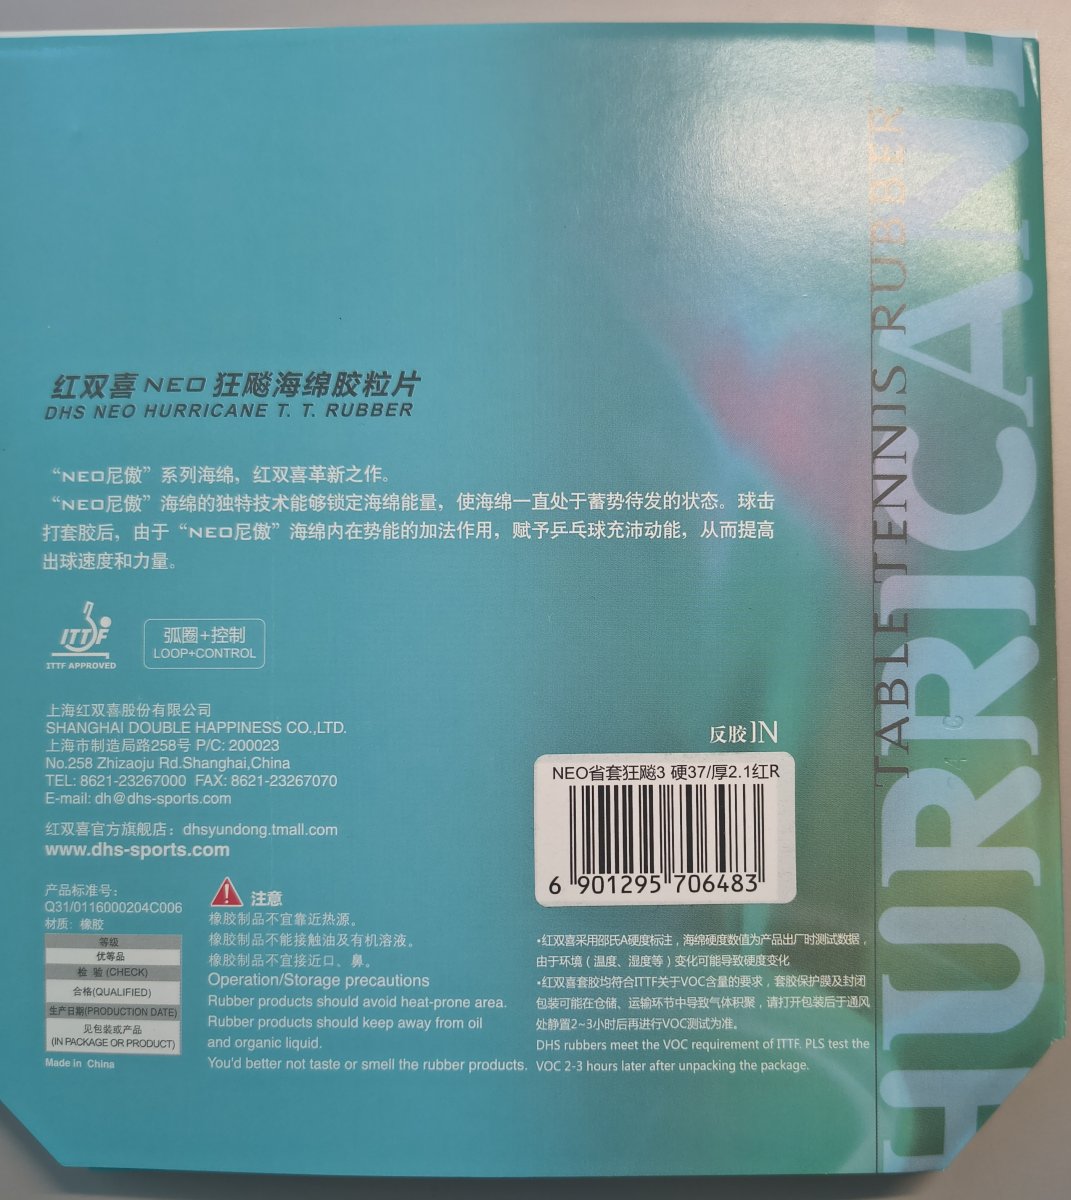 HURRICANE
TABLE TENNIS RUBBER
红双喜 NEO 狂飚海绵胶粒片
DHS NEO HURRICANE T. T. RUBBER
“NEO尼傲”系列海绵，红双喜革新之作。
“NEO尼傲”海绵的独特技术能够锁定海绵能量，使海绵一直处于蓄势待发的状态。球击
打套胶后，由于“NEO尼傲”海绵内在势能的加法作用，赋予乒乓球充沛动能，从而提高
出球速度和力量。
ITTF
ITTF APPROVED
弧圈+控制
LOOP+CONTROL
上海红双喜股份有限公司
SHANGHAI DOUBLE HAPPINESS CO.,LTD.
上海市制造局路258号 P/C: 200023
No.258 Zhizaoju Rd.Shanghai,China
TEL: 8621-23267000 FAX: 8621-23267070
E-mail: dh@dhs-sports.com
红双喜官方旗舰店：dhsyundong.tmall.com
www.dhs-sports.com
反胶IN
NEO省套狂飚3 硬37/厚2.1红R
6 901295 706483
产品标准号：
Q31/0116000204C006
材质：橡胶
等级
优等品
检 验 (CHECK)
合格(QUALIFIED)
生产日期(PRODUCTION DATE)
见包装或产品
(IN PACKAGE OR PRODUCT)
Made in China
注意
橡胶制品不宜靠近热源。
橡胶制品不能接触油及有机溶液。
橡胶制品不宜接近口、鼻。
Operation/Storage precautions
Rubber products should avoid heat-prone area.
Rubber products should keep away from oil
and organic liquid.
You'd better not taste or smell the rubber products.
•红双喜采用邵氏A硬度标注，海绵硬度数值为产品出厂时测试数据，
由于环境（温度、湿度等）变化可能导致硬度变化
•红双喜套胶均符合ITTF关于VOC含量的要求，套胶保护膜及封闭
包装可能在仓储、运输环节中导致气体积聚，请打开包装后于通风
处静置2~3小时后再进行VOC测试为准。
DHS rubbers meet the VOC requirement of ITTF. PLS test the
VOC 2-3 hours later after unpacking the package.